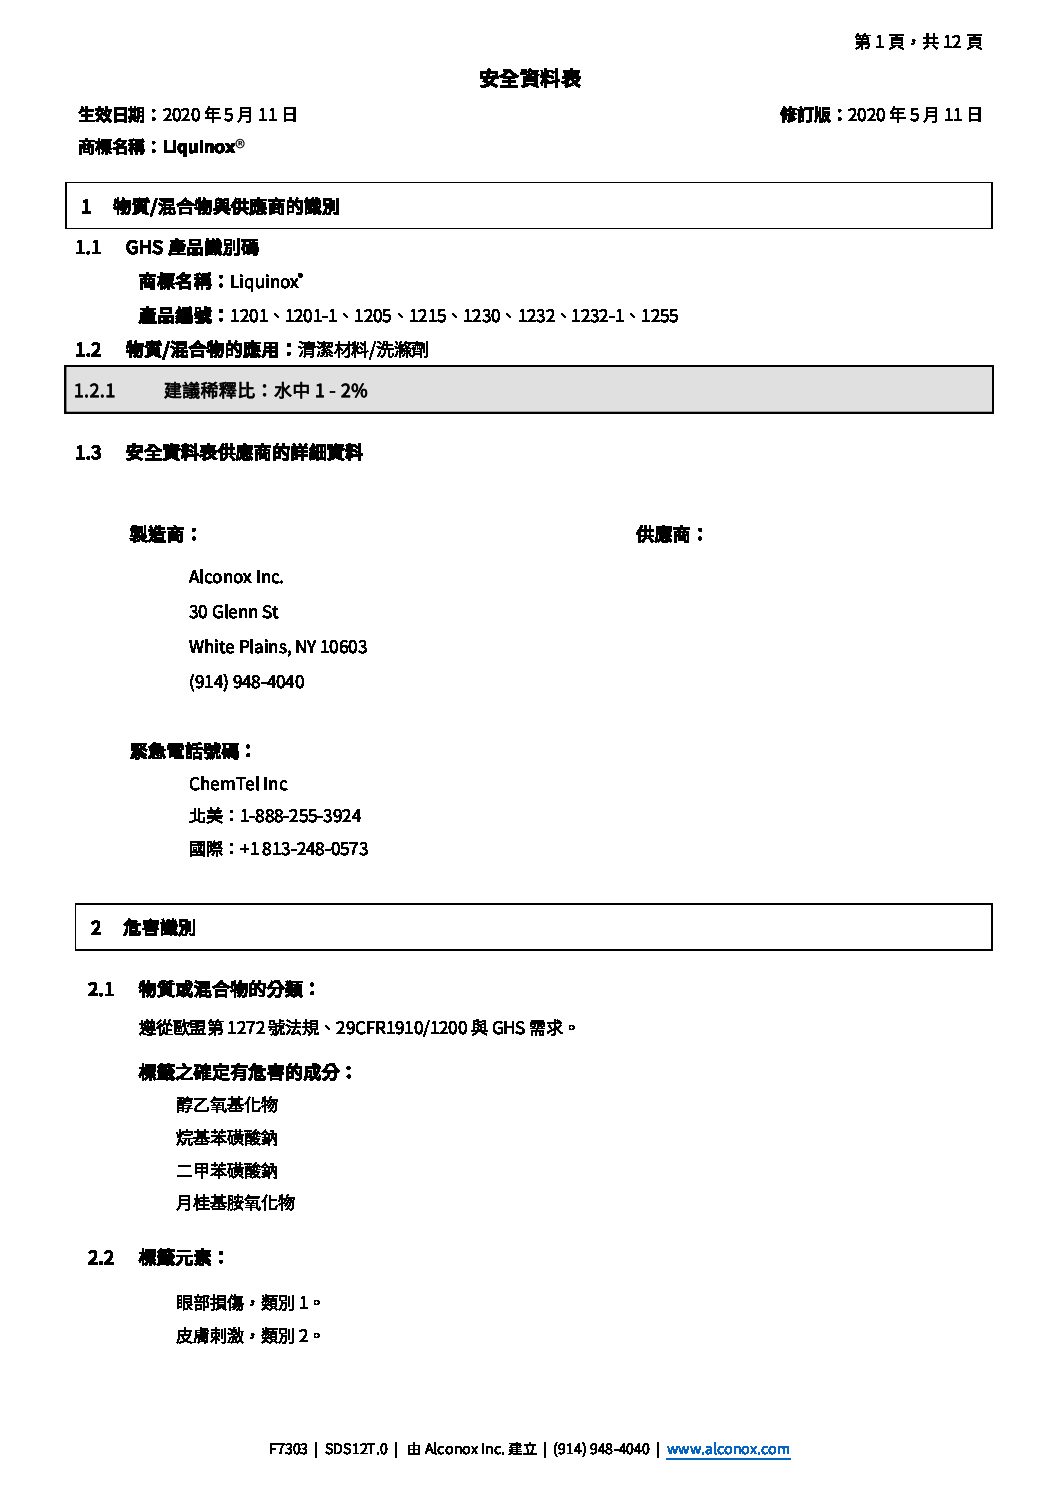 第 1 頁，共 12 頁
安全資料表
生效日期：2020 年 5 月 11 日 修訂版：2020 年 5 月 11 日
商標名稱：Liquinox®
1 物質/混合物與供應商的識別
1.1 GHS 產品識別碼
商標名稱：Liquinox®
產品編號：1201、1201-1、1205、1215、1230、1232、1232-1、1255
1.2 物質/混合物的應用：清潔材料/洗滌劑
1.2.1 建議稀釋比：水中 1 - 2%
1.3 安全資料表供應商的詳細資料
製造商： 供應商：
Alconox Inc.
30 Glenn St
White Plains, NY 10603
(914) 948-4040
緊急電話號碼：
ChemTel Inc
北美：1-888-255-3924
國際：+1 813-248-0573
2 危害識別
2.1 物質或混合物的分類：
遵從歐盟第 1272 號法規、29CFR1910/1200 與 GHS 需求。
標籤之確定有危害的成分：
醇乙氧基化物
烷基苯磺酸鈉
二甲苯磺酸鈉
月桂基胺氧化物
2.2 標籤元素：
眼部損傷，類別 1。
皮膚刺激，類別 2。
F7303 | SDS12T.0 | 由 Alconox Inc. 建立 | (914) 948-4040 | www.alconox.com